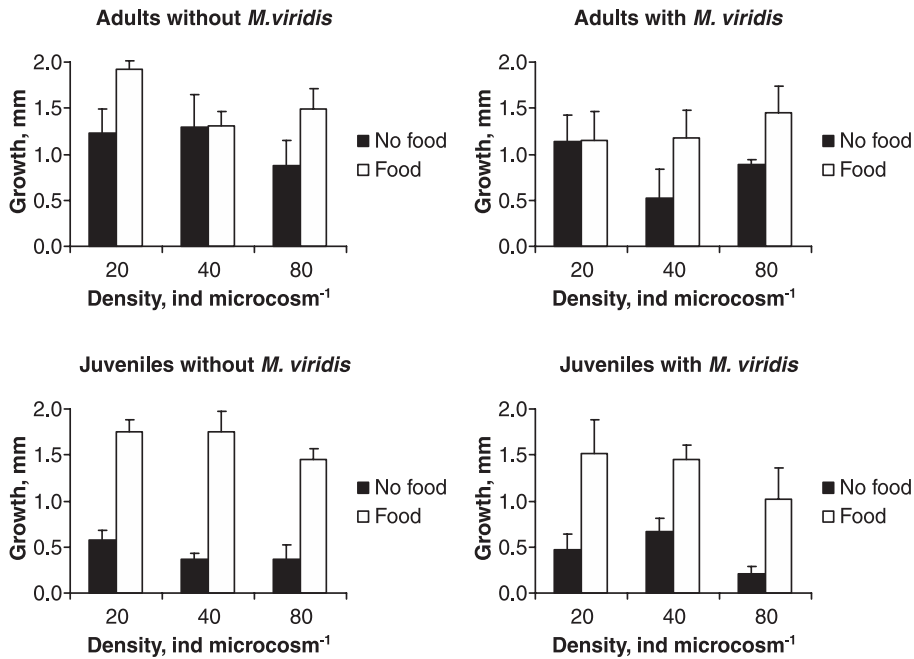 Adults without M.viridis
2.0
1.5
1.0
0.5
0.0
Growth, mm
20 40 80
Density, ind microcosm⁻¹
No food
Food
Adults with M. viridis
2.0
1.5
1.0
0.5
0.0
Growth, mm
20 40 80
Density, ind microcosm⁻¹
No food
Food
Juveniles without M. viridis
2.0
1.5
1.0
0.5
0.0
Growth, mm
20 40 80
Density, ind microcosm⁻¹
No food
Food
Juveniles with M. viridis
2.0
1.5
1.0
0.5
0.0
Growth, mm
20 40 80
Density, ind microcosm⁻¹
No food
Food